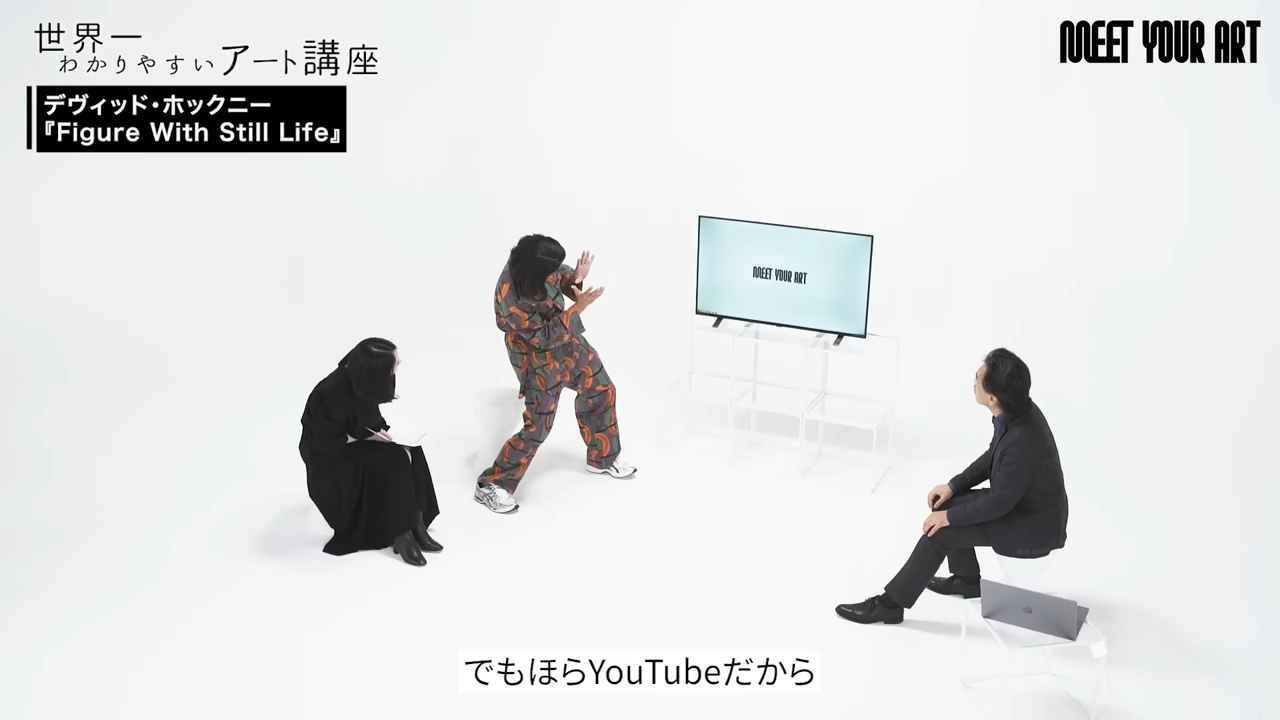 世界一
わかりやすいアート講座
MEET YOUR ART
デヴィッド・ホックニー
『Figure With Still Life』
MEET YOUR ART
でもほらYouTubeだから